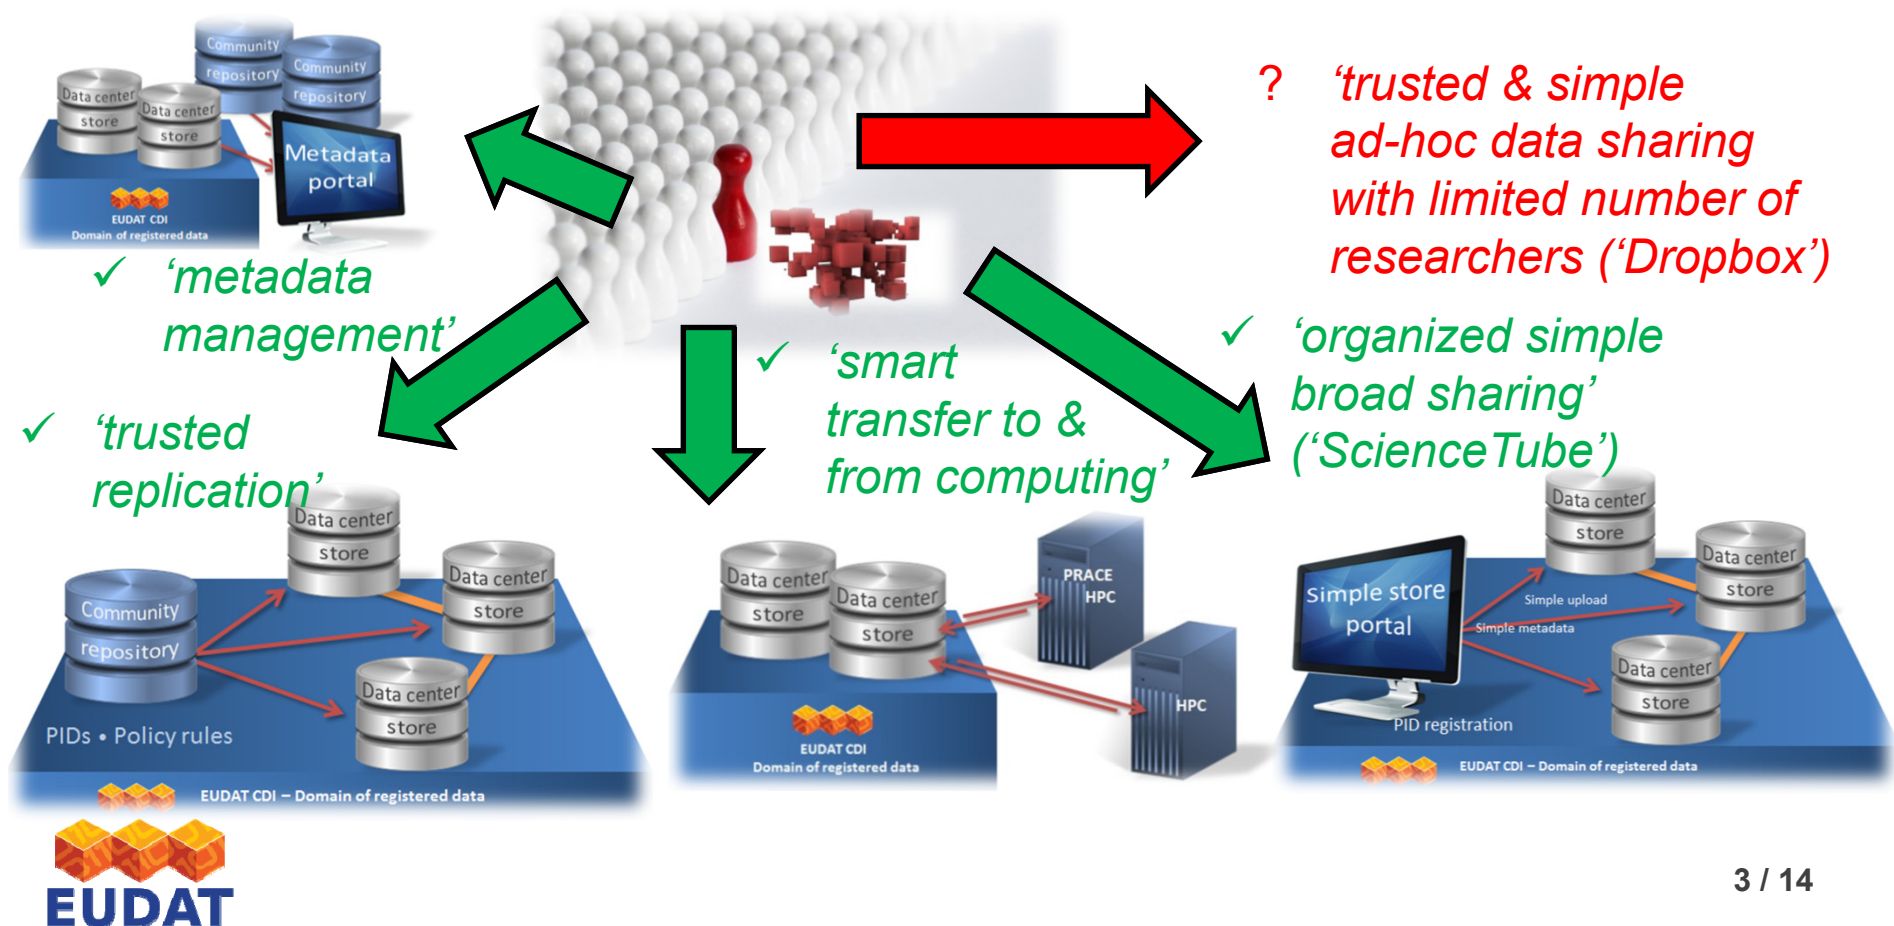 Community
repository
Community
repository
Data center
store
Data center
store
Metadata
portal
EUDAT CDI
Domain of registered data
✓ ‘metadata
management’
? ‘trusted & simple
ad-hoc data sharing
with limited number of
researchers (‘Dropbox’)
✓ ‘trusted
replication’
✓ ‘smart
transfer to &
from computing’
✓ ‘organized simple
broad sharing’
(‘ScienceTube’)
Data center
store
Data center
store
Community
repository
Data center
store
PIDs • Policy rules
EUDAT CDI – Domain of registered data
Data center
store
Data center
store
PRACE
HPC
HPC
EUDAT CDI
Domain of registered data
Data center
store
Data center
store
Simple store
portal
Simple upload
Simple metadata
Data center
store
PID registration
EUDAT CDI – Domain of registered data
EUDAT
3 / 14